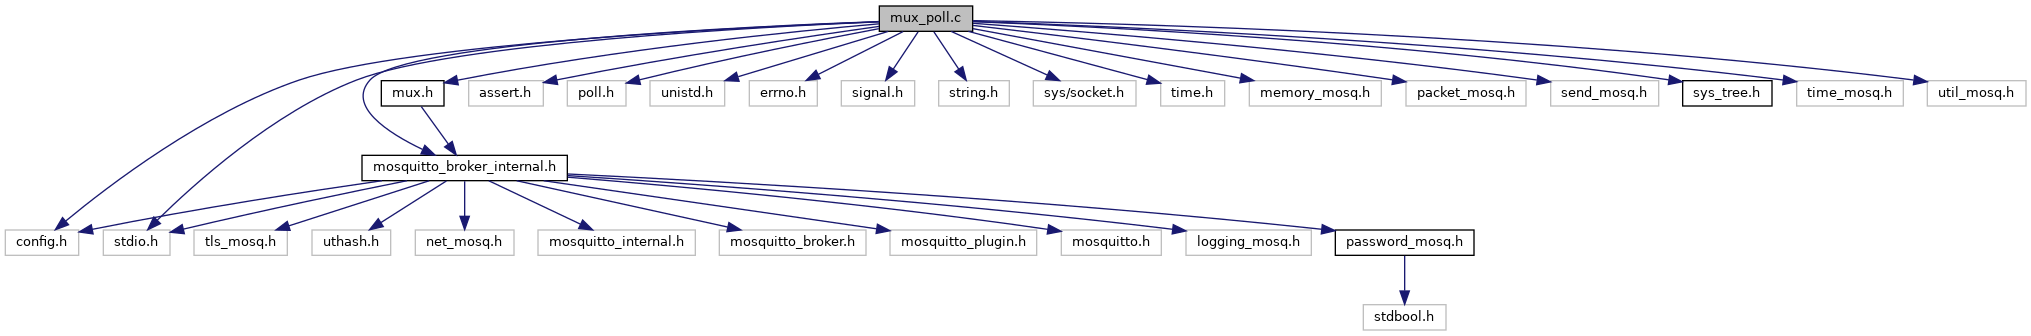 mux_poll.c
mux.h
assert.h
poll.h
unistd.h
errno.h
signal.h
string.h
sys/socket.h
time.h
memory_mosq.h
packet_mosq.h
send_mosq.h
sys_tree.h
time_mosq.h
util_mosq.h
mosquitto_broker_internal.h
config.h
stdio.h
tls_mosq.h
uthash.h
net_mosq.h
mosquitto_internal.h
mosquitto_broker.h
mosquitto_plugin.h
mosquitto.h
logging_mosq.h
password_mosq.h
stdbool.h